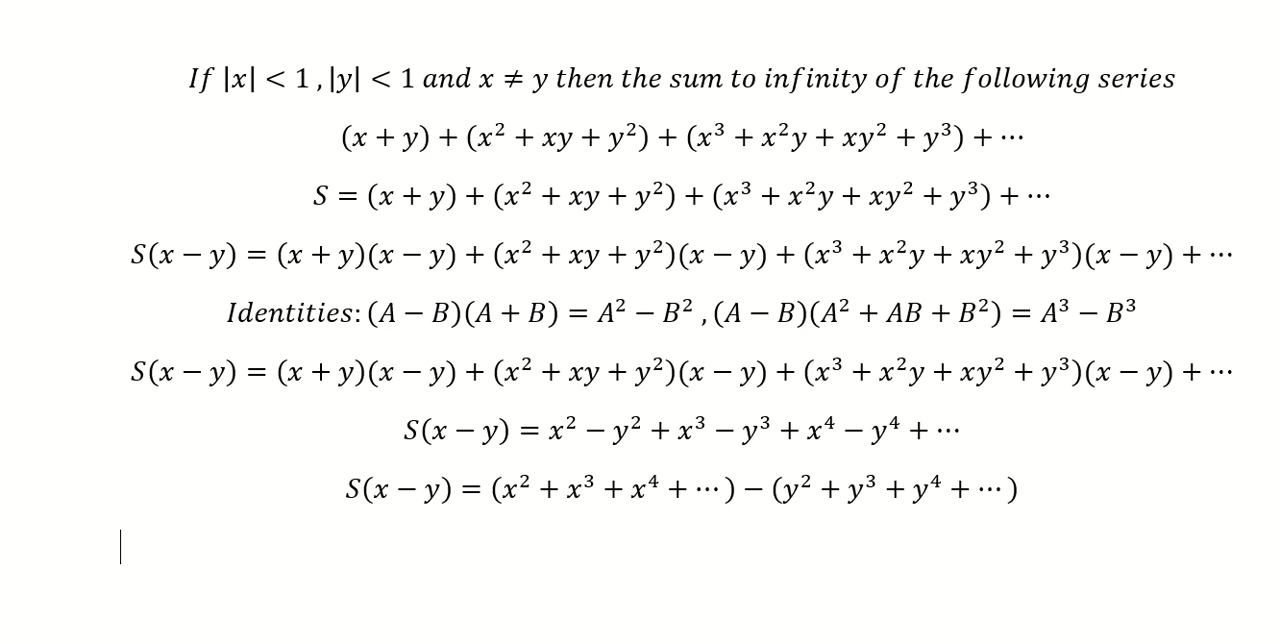 If |x| < 1 , |y| < 1 and x ≠ y then the sum to infinity of the following series
(x + y) + (x² + xy + y²) + (x³ + x²y + xy² + y³) + ⋯
S = (x + y) + (x² + xy + y²) + (x³ + x²y + xy² + y³) + ⋯
S(x − y) = (x + y)(x − y) + (x² + xy + y²)(x − y) + (x³ + x²y + xy² + y³)(x − y) + ⋯
Identities: (A − B)(A + B) = A² − B² , (A − B)(A² + AB + B²) = A³ − B³
S(x − y) = (x + y)(x − y) + (x² + xy + y²)(x − y) + (x³ + x²y + xy² + y³)(x − y) + ⋯
S(x − y) = x² − y² + x³ − y³ + x⁴ − y⁴ + ⋯
S(x − y) = (x² + x³ + x⁴ + ⋯ ) − (y² + y³ + y⁴ + ⋯ )